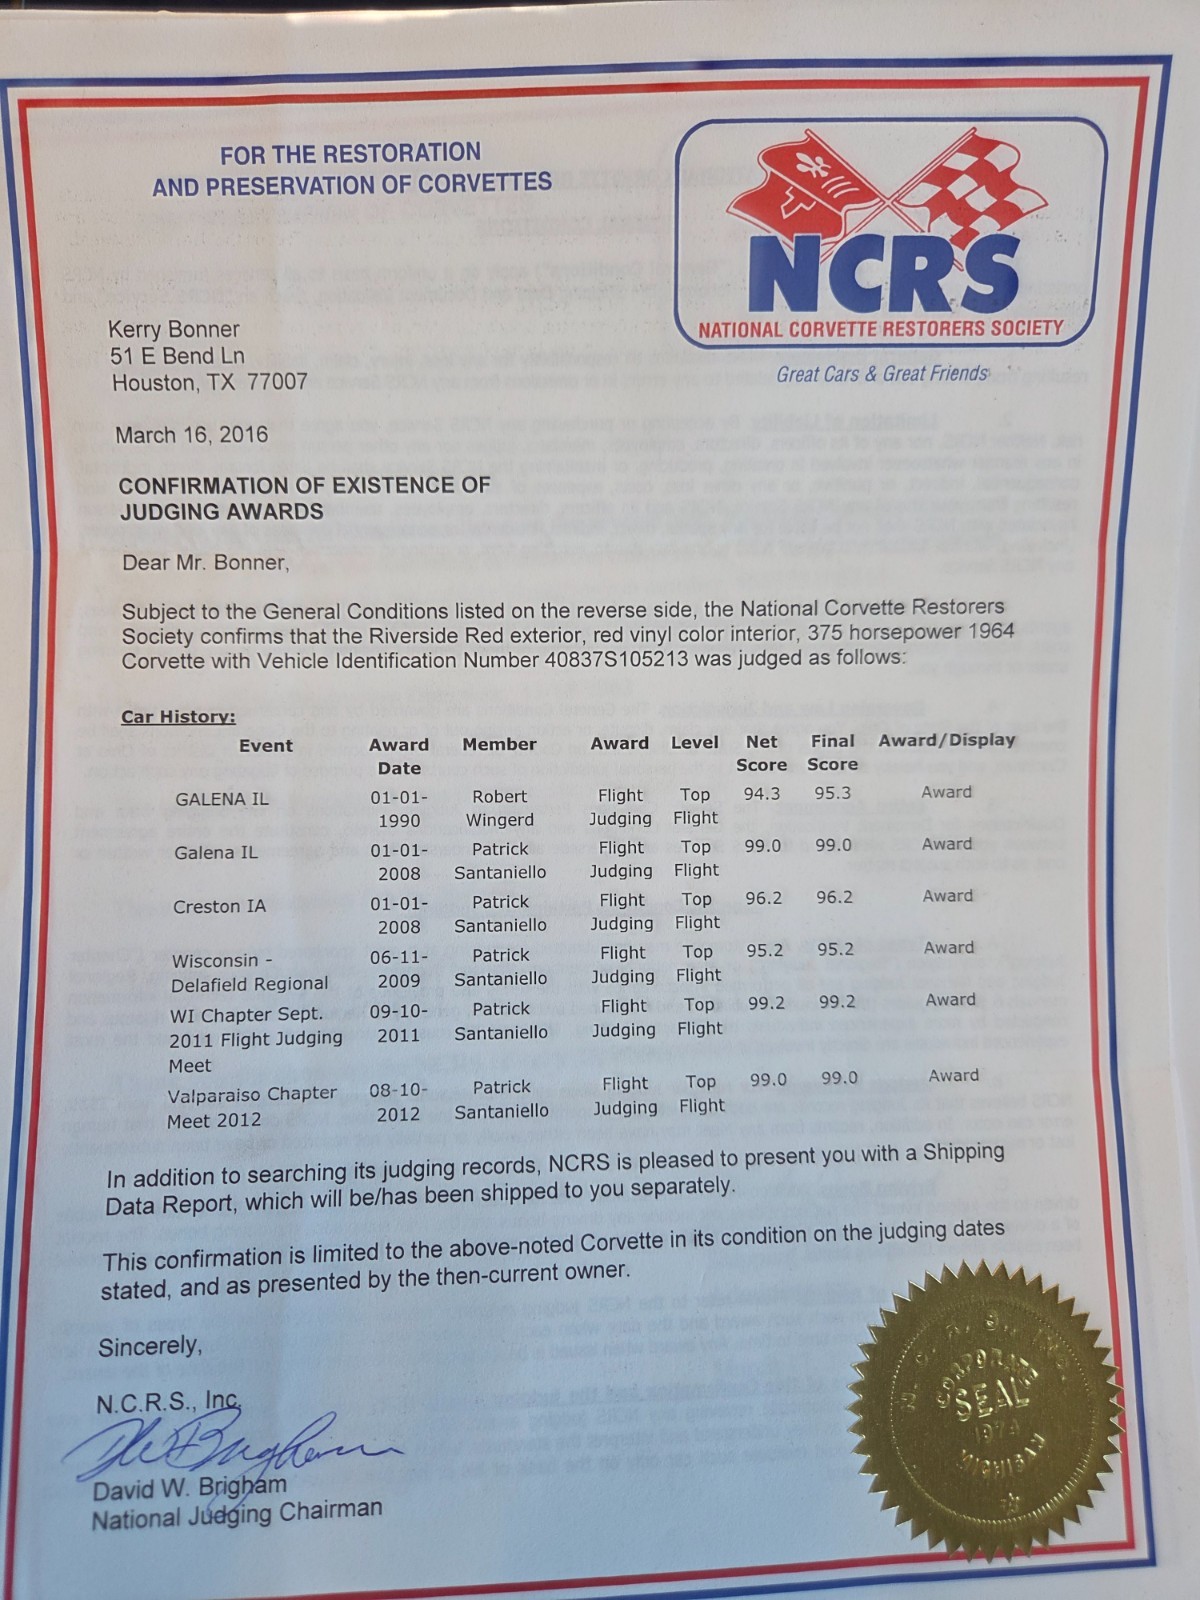 FOR THE RESTORATION
AND PRESERVATION OF CORVETTES
NCRS
NATIONAL CORVETTE RESTORERS SOCIETY
Great Cars & Great Friends
Kerry Bonner
51 E Bend Ln
Houston, TX 77007
March 16, 2016
CONFIRMATION OF EXISTENCE OF
JUDGING AWARDS
Dear Mr. Bonner,
Subject to the General Conditions listed on the reverse side, the National Corvette Restorers
Society confirms that the Riverside Red exterior, red vinyl color interior, 375 horsepower 1964
Corvette with Vehicle Identification Number 40837S105213 was judged as follows:
Car History:
Event Award Member Award Level Net Final Award/Display
Date Score Score
GALENA IL 01-01- Robert Flight Top 94.3 95.3 Award
1990 Wingerd Judging Flight
Galena IL 01-01- Patrick Flight Top 99.0 99.0 Award
2008 Santaniello Judging Flight
Creston IA 01-01- Patrick Flight Top 96.2 96.2 Award
2008 Santaniello Judging Flight
Wisconsin - 06-11- Patrick Flight Top 95.2 95.2 Award
Delafield Regional 2009 Santaniello Judging Flight
WI Chapter Sept. 09-10- Patrick Flight Top 99.2 99.2 Award
2011 Flight Judging 2011 Santaniello Judging Flight
Meet
Valparaiso Chapter 08-10- Patrick Flight Top 99.0 99.0 Award
Meet 2012 2012 Santaniello Judging Flight
In addition to searching its judging records, NCRS is pleased to present you with a Shipping
Data Report, which will be/has been shipped to you separately.
This confirmation is limited to the above-noted Corvette in its condition on the judging dates
stated, and as presented by the then-current owner.
Sincerely,
N.C.R.S., Inc.
David W. Brigham
National Judging Chairman
N. C. R. S., INC.
CORPORATE
SEAL
1974
MICHIGAN